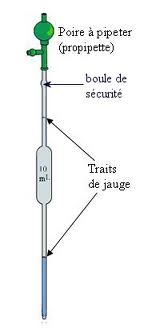 Poire à pipeter
(propipette)
boule de
sécurité
Traits
de jauge
10
mL